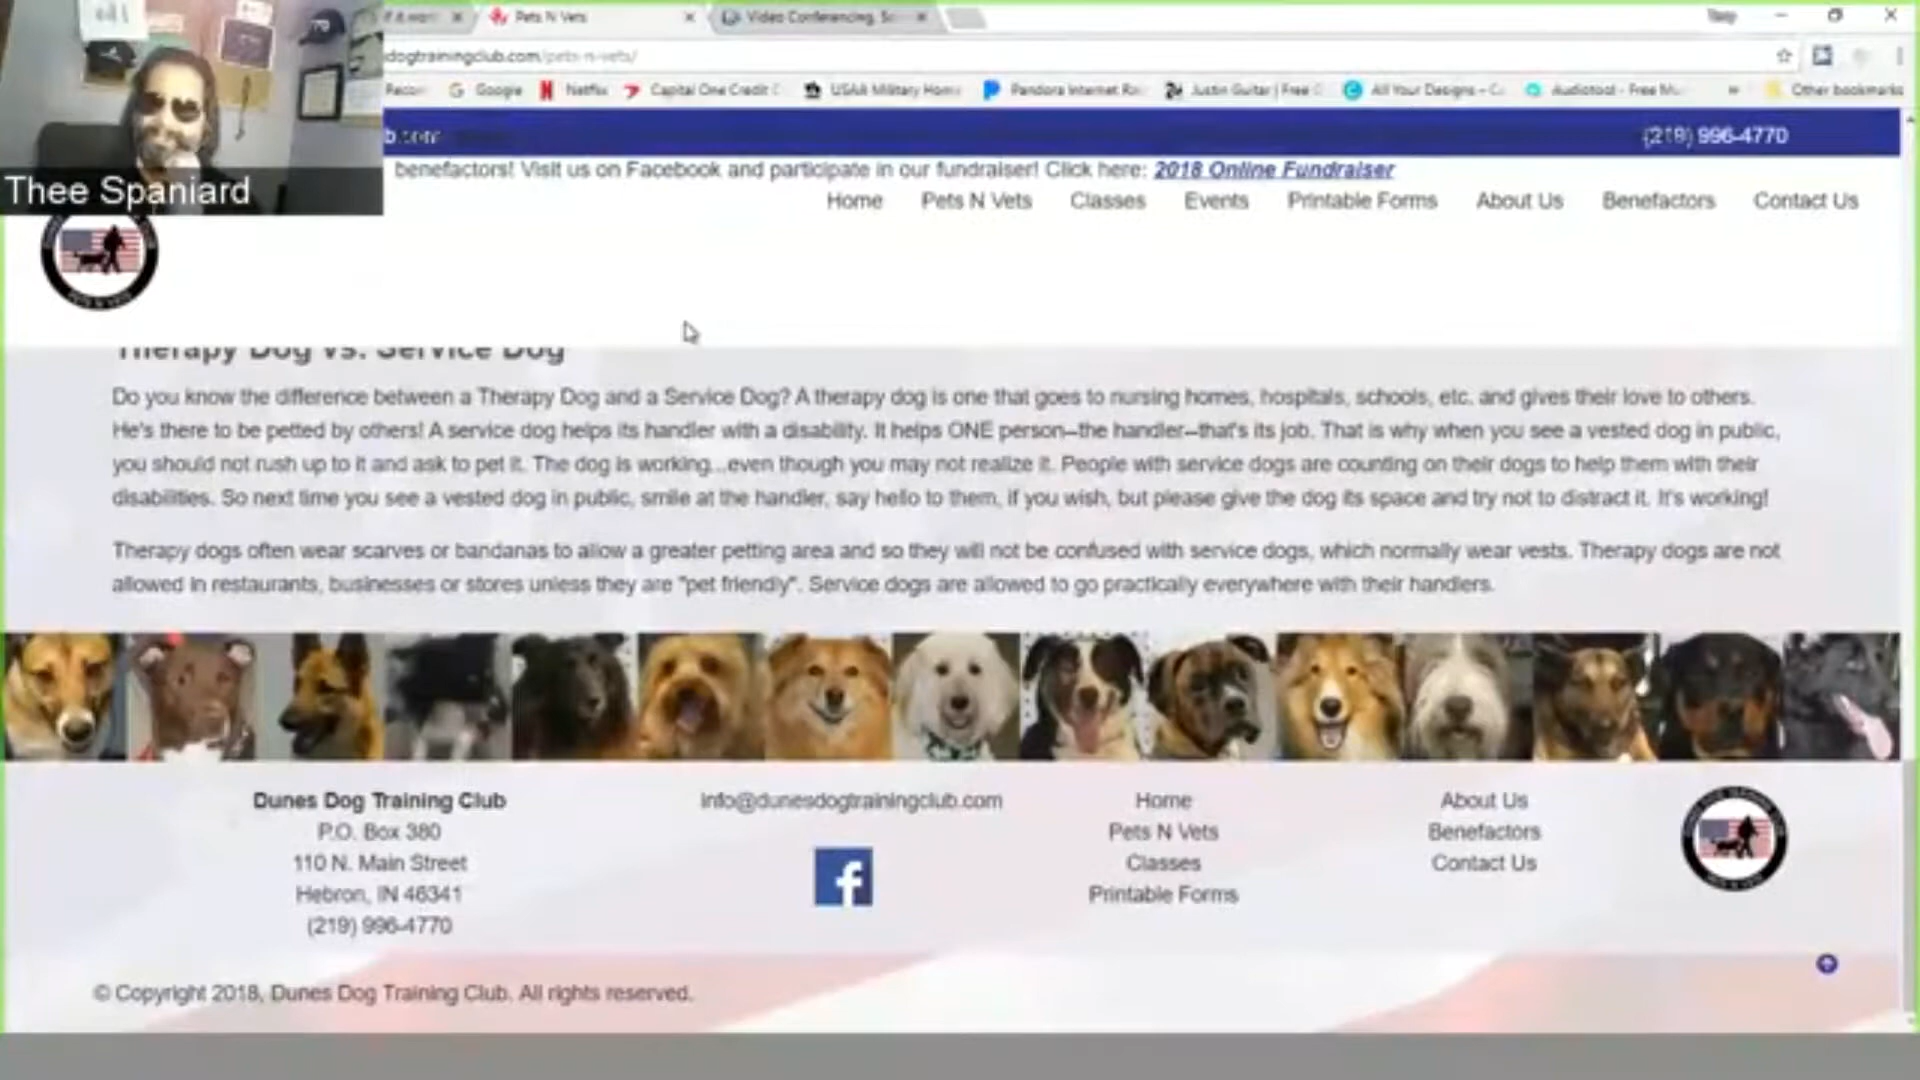 Pets N Vets
Video Conferencing, Sc
dogtrainingclub.com/pets-n-vets/
Recon
Google
Netflix
Capital One Credit C
USAA Military Home
Pandora Internet Ra
Justin Guitar | Free C
All Your Designs – C
Audiotool - Free Mu
Other bookmarks
b.com
(219) 996-4770
benefactors! Visit us on Facebook and participate in our fundraiser! Click here: 2018 Online Fundraiser
Thee Spaniard
Home Pets N Vets Classes Events Printable Forms About Us Benefactors Contact Us
PETS N VETS
Therapy Dog vs. Service Dog
Do you know the difference between a Therapy Dog and a Service Dog? A therapy dog is one that goes to nursing homes, hospitals, schools, etc. and gives their love to others.
He's there to be petted by others! A service dog helps its handler with a disability. It helps ONE person--the handler--that's its job. That is why when you see a vested dog in public,
you should not rush up to it and ask to pet it. The dog is working...even though you may not realize it. People with service dogs are counting on their dogs to help them with their
disabilities. So next time you see a vested dog in public, smile at the handler, say hello to them, if you wish, but please give the dog its space and try not to distract it. It's working!
Therapy dogs often wear scarves or bandanas to allow a greater petting area and so they will not be confused with service dogs, which normally wear vests. Therapy dogs are not
allowed in restaurants, businesses or stores unless they are "pet friendly". Service dogs are allowed to go practically everywhere with their handlers.
Dunes Dog Training Club
P.O. Box 380
110 N. Main Street
Hebron, IN 46341
(219) 996-4770
info@dunesdogtrainingclub.com
Home
Pets N Vets
Classes
Printable Forms
About Us
Benefactors
Contact Us
PETS N VETS
© Copyright 2018, Dunes Dog Training Club. All rights reserved.